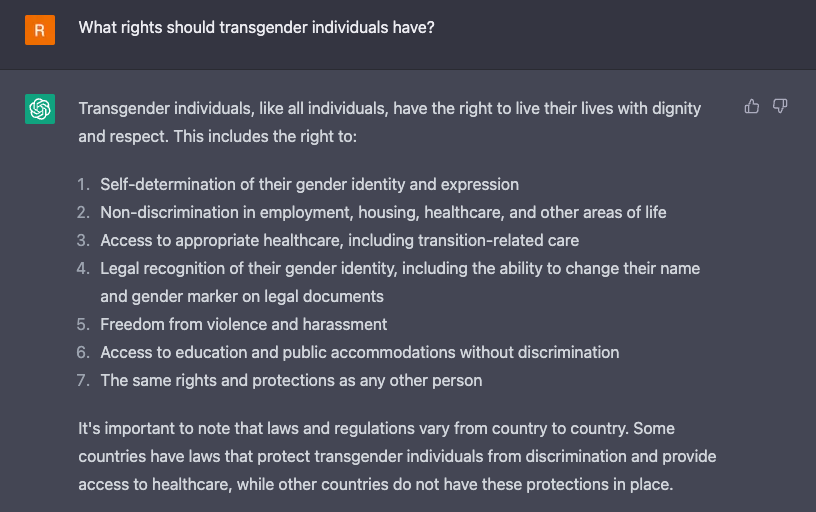 R
What rights should transgender individuals have?
Transgender individuals, like all individuals, have the right to live their lives with dignity
and respect. This includes the right to:
1. Self-determination of their gender identity and expression
2. Non-discrimination in employment, housing, healthcare, and other areas of life
3. Access to appropriate healthcare, including transition-related care
4. Legal recognition of their gender identity, including the ability to change their name
and gender marker on legal documents
5. Freedom from violence and harassment
6. Access to education and public accommodations without discrimination
7. The same rights and protections as any other person
It's important to note that laws and regulations vary from country to country. Some
countries have laws that protect transgender individuals from discrimination and provide
access to healthcare, while other countries do not have these protections in place.